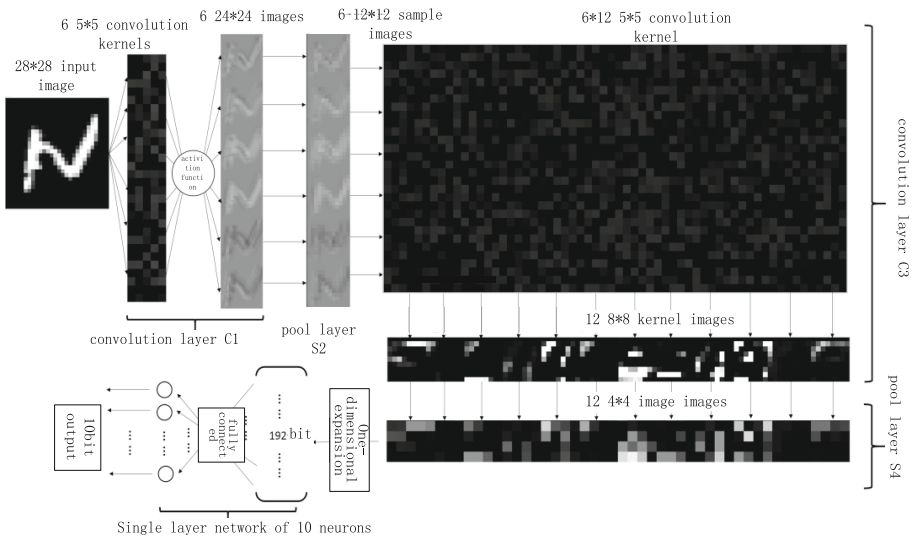 6 5*5 convolution
kernels
6 24*24 images
6-12*12 sample
images
6*12 5*5 convolution
kernel
28*28 input
image
activi
tion
functi
on
convolution layer C1
pool layer
S2
convolution layer C3
12 8*8 kernel images
12 4*4 image images
pool layer S4
One-
dimensional
expansion
192 bit
fully
connect
ed
10bit
output
Single layer network of 10 neurons